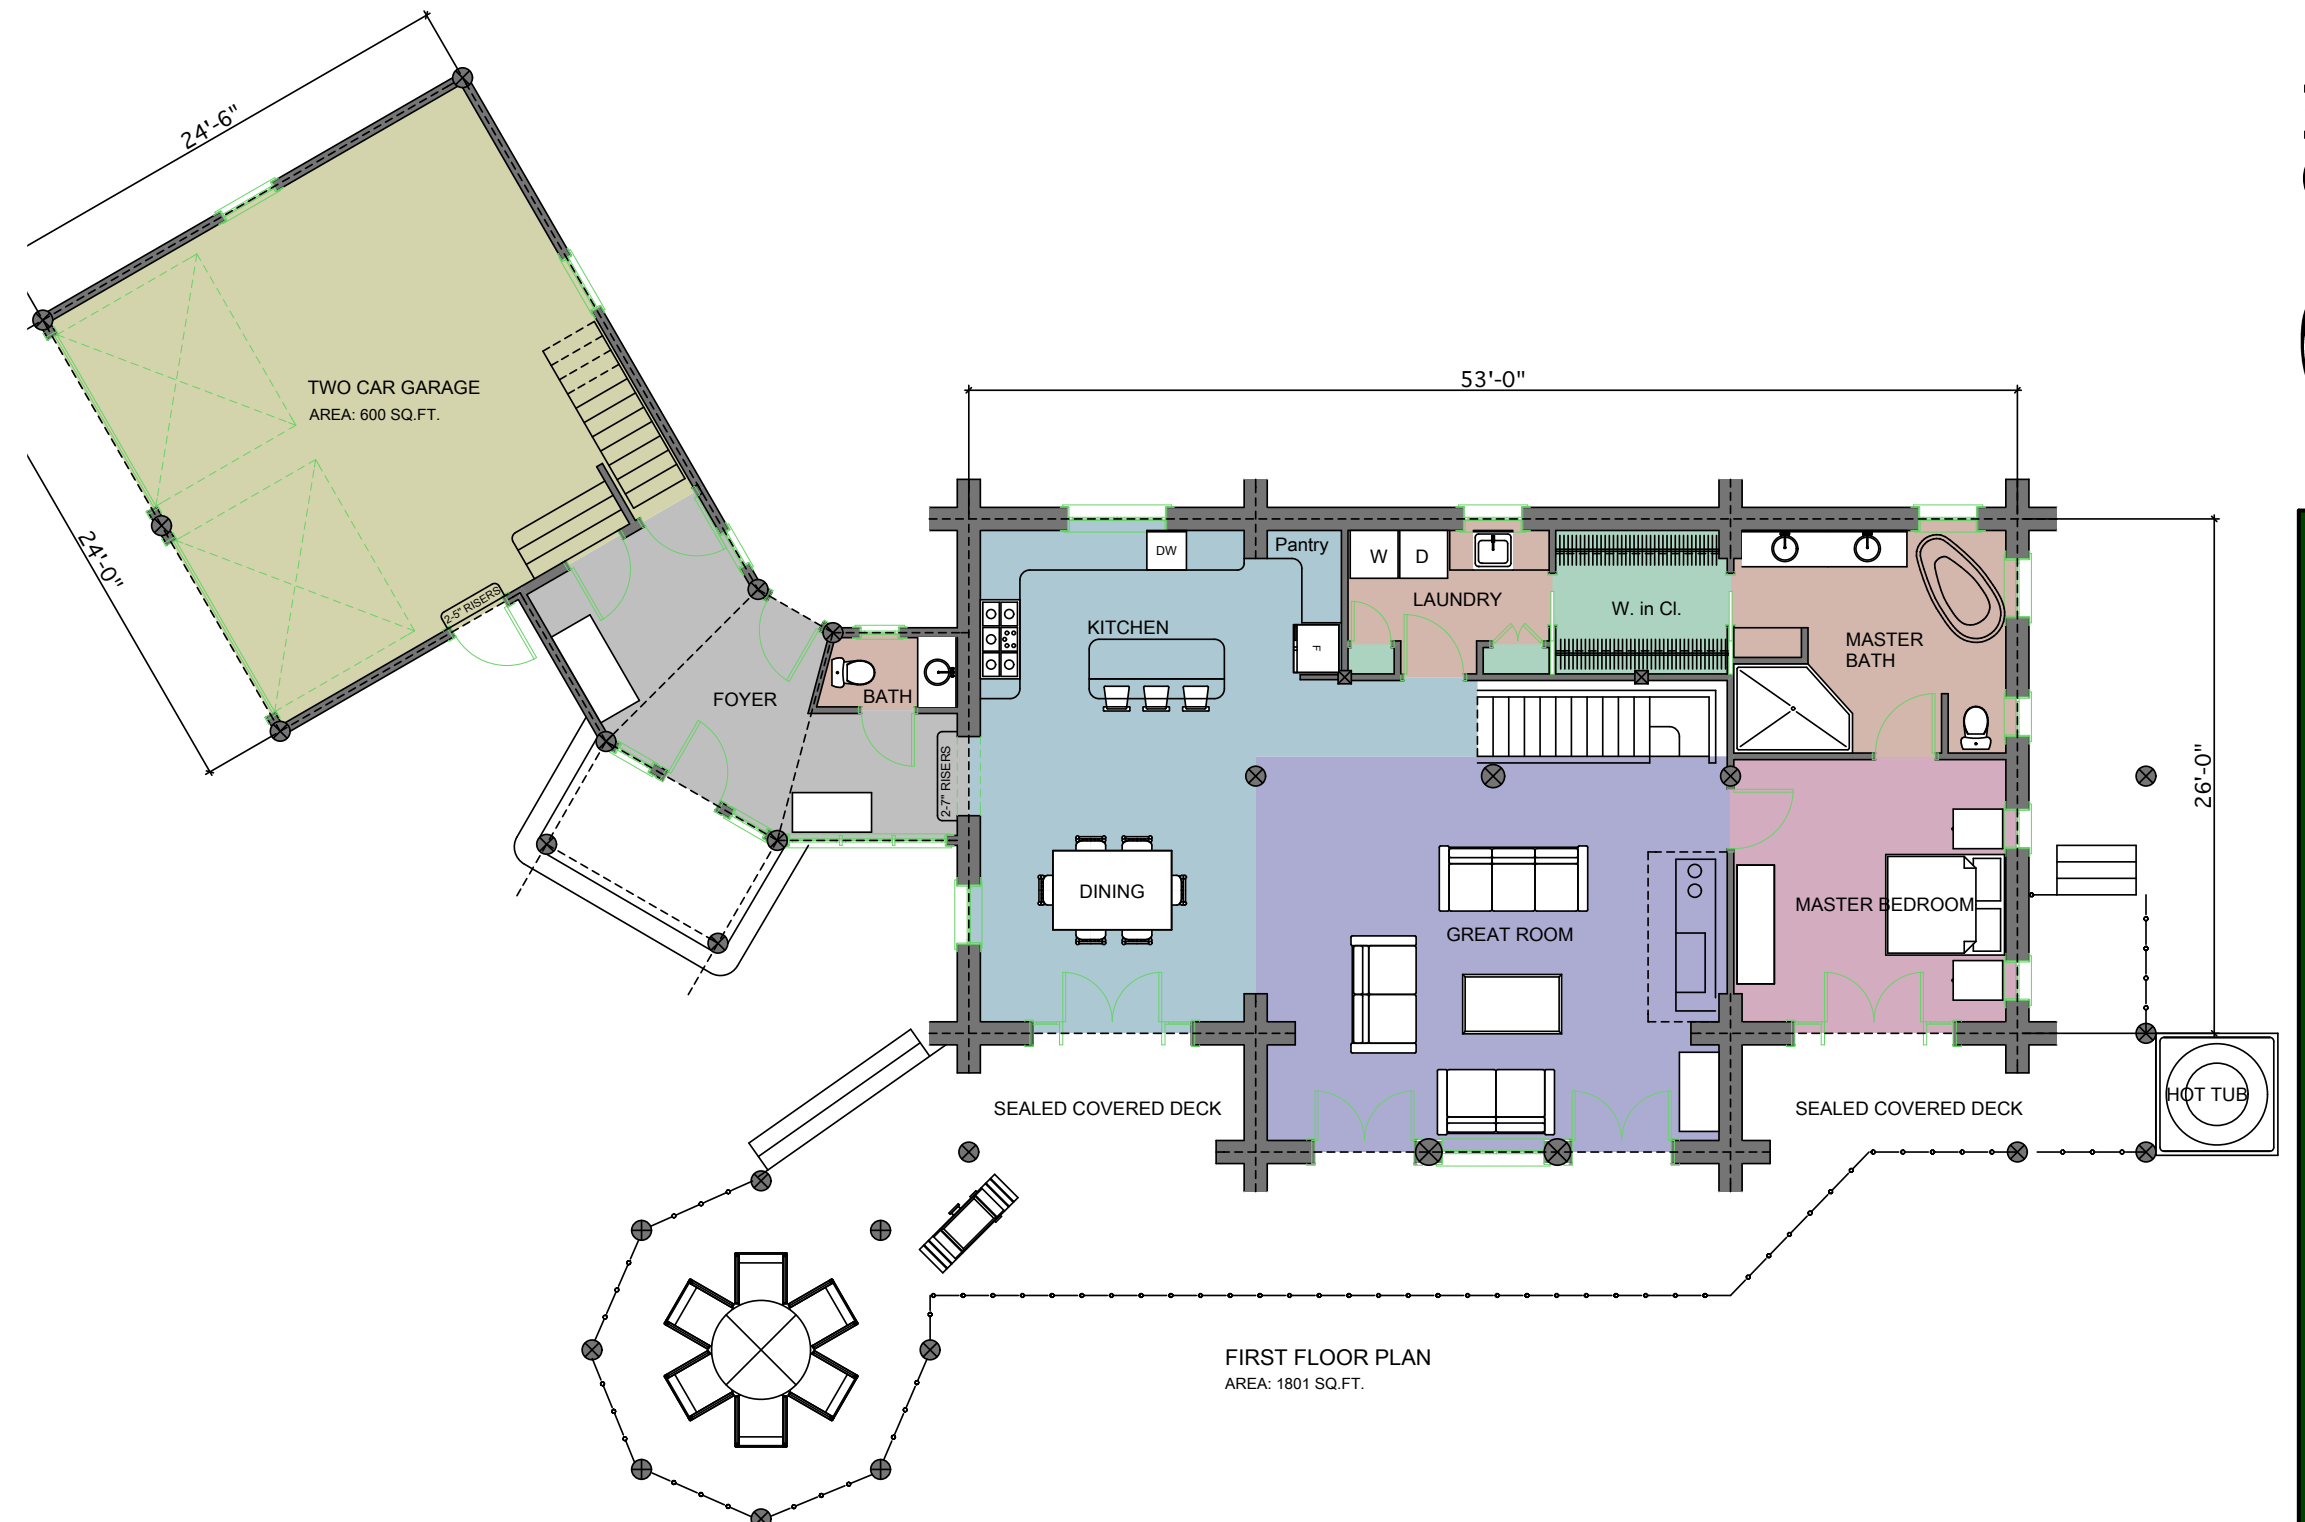 24'-6"
TWO CAR GARAGE
AREA: 600 SQ.FT.
24'-0"
2-5" RISERS
53'-0"
DW
Pantry
W
D
LAUNDRY
W. in Cl.
KITCHEN
F
MASTER
BATH
FOYER
BATH
2-7" RISERS
26'-0"
DINING
GREAT ROOM
MASTER BEDROOM
SEALED COVERED DECK
SEALED COVERED DECK
HOT TUB
FIRST FLOOR PLAN
AREA: 1801 SQ.FT.